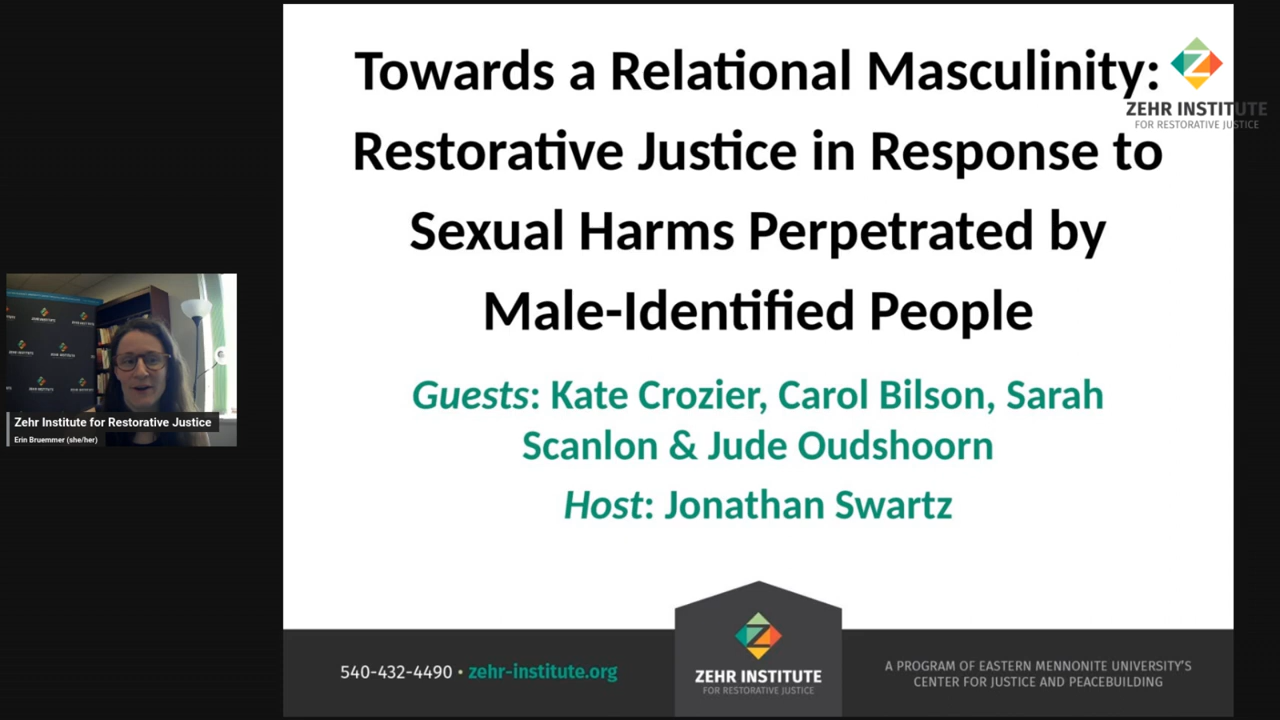 Towards a Relational Masculinity:
Restorative Justice in Response to
Sexual Harms Perpetrated by
Male-Identified People
Guests: Kate Crozier, Carol Bilson, Sarah
Scanlon & Jude Oudshoorn
Host: Jonathan Swartz
ZEHR INSTITUTE
FOR RESTORATIVE JUSTICE
Zehr Institute for Restorative Justice
Erin Bruemmer (she/her)
540-432-4490 • zehr-institute.org
ZEHR INSTITUTE
FOR RESTORATIVE JUSTICE
A PROGRAM OF EASTERN MENNONITE UNIVERSITY'S
CENTER FOR JUSTICE AND PEACEBUILDING